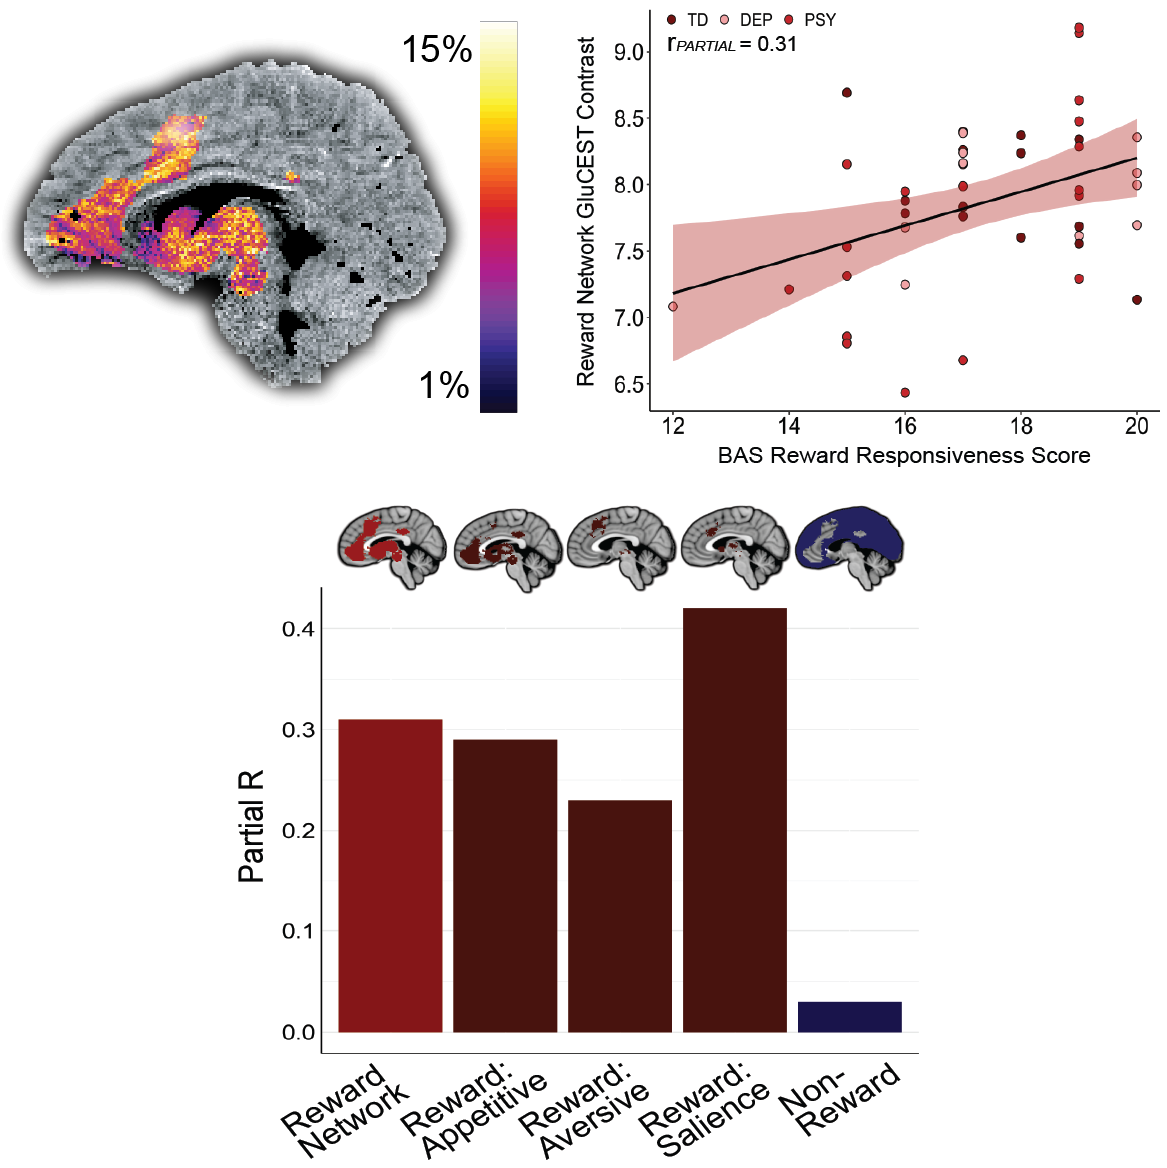 15%
1%
TD DEP PSY
rPARTIAL = 0.31
Reward Network GluCEST Contrast
9.0
8.5
8.0
7.5
7.0
6.5
12 14 16 18 20
BAS Reward Responsiveness Score
Partial R
0.4
0.3
0.2
0.1
0.0
Reward
Network
Reward:
Appetitive
Reward:
Aversive
Reward:
Salience
Non-
Reward